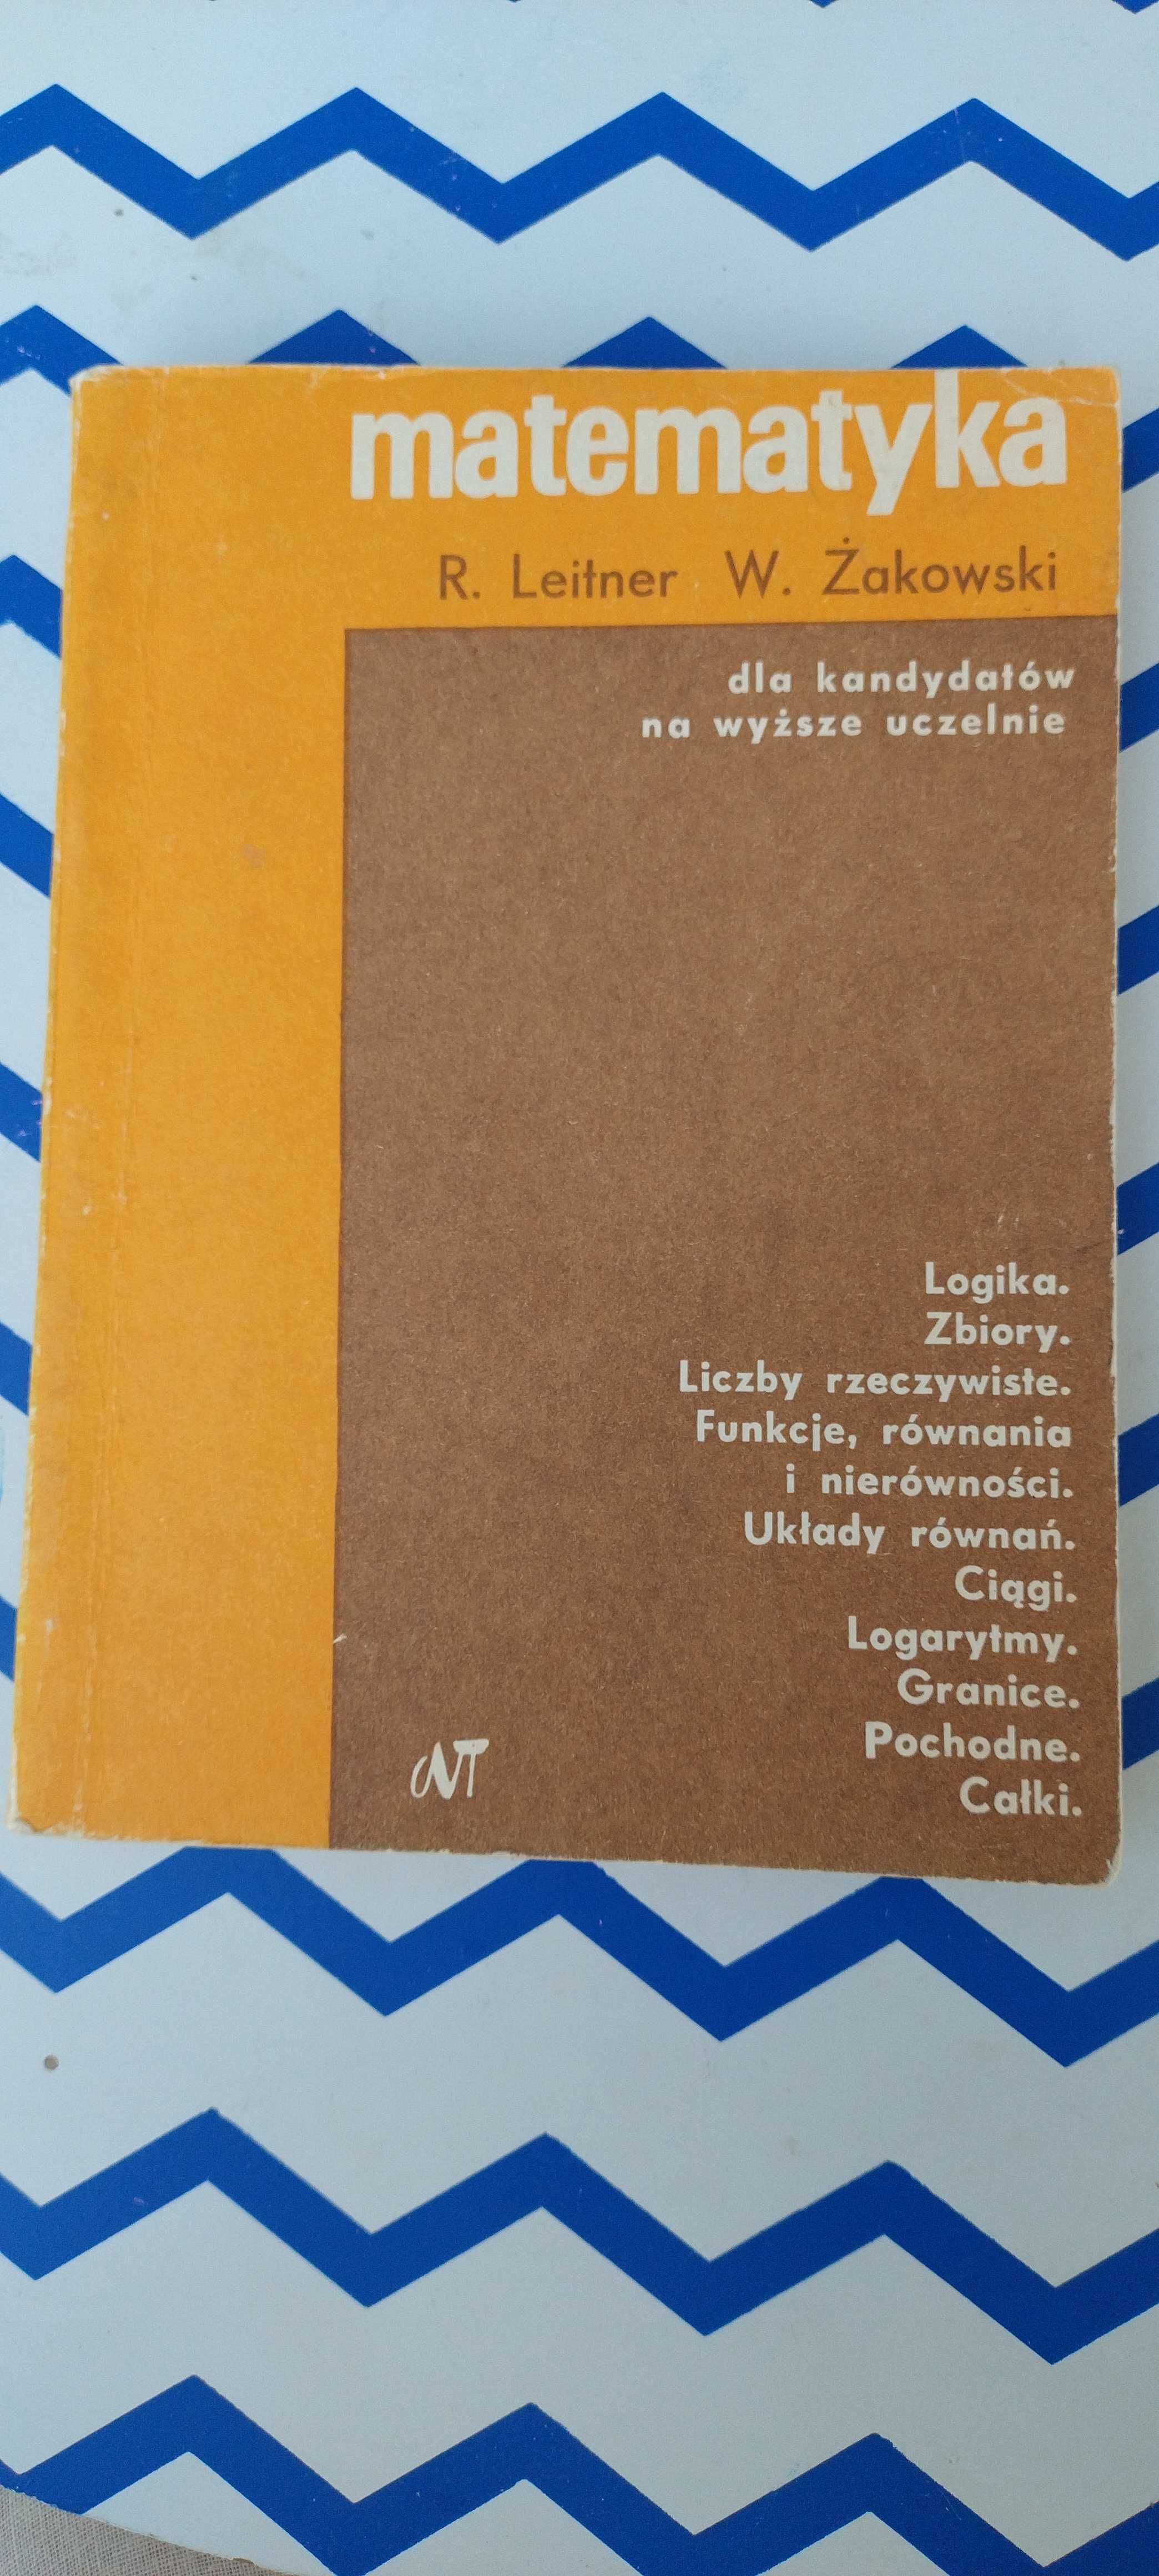 matematyka
R. Leitner W. Żakowski
dla kandydatów
na wyższe uczelnie
Logika.
Zbiory.
Liczby rzeczywiste.
Funkcje, równania
i nierówności.
Układy równań.
Ciągi.
Logarytmy.
Granice.
Pochodne.
Całki.
WNT